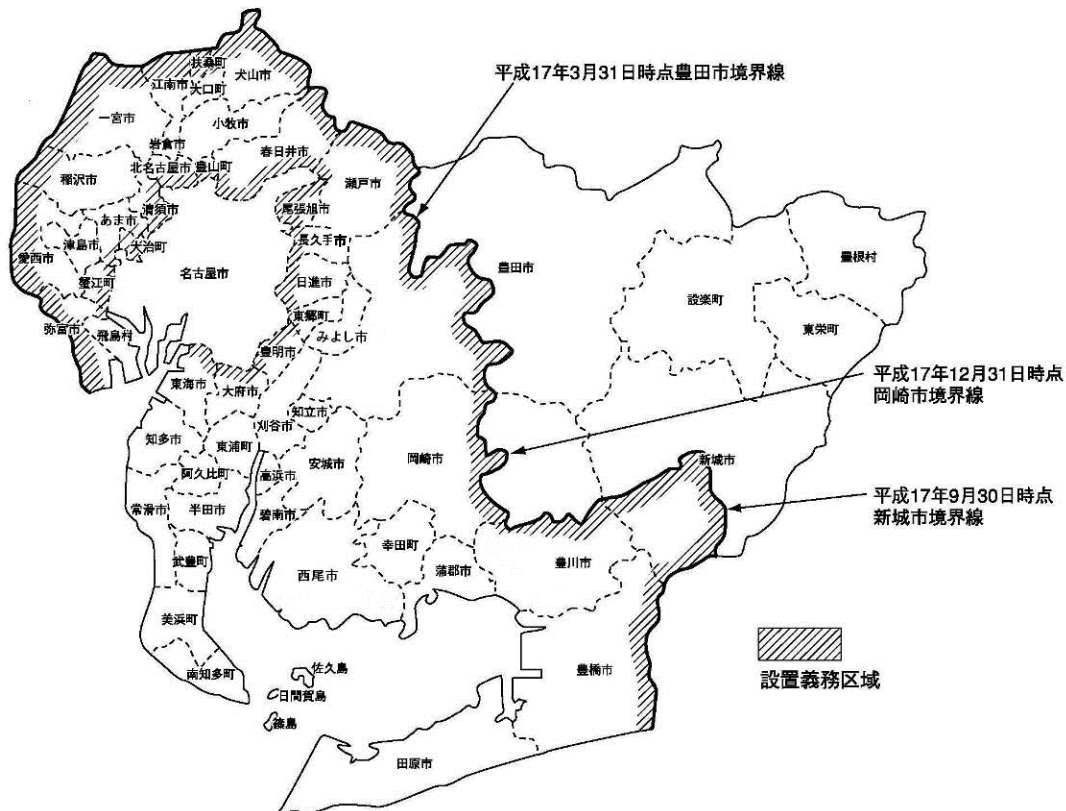 扶桑町
犬山市
江南市
大口町
平成17年3月31日時点豊田市境界線
一宮市
小牧市
岩倉市
春日井市
北名古屋市
豊山町
稲沢市
瀬戸市
清須市
尾張旭市
あま市
津島市
大治町
長久手市
愛西市
名古屋市
豊田市
豊根村
蟹江町
日進市
設楽町
弥富市
飛島村
東郷町
みよし市
東栄町
豊明市
東海市
大府市
平成17年12月31日時点
岡崎市境界線
知立市
刈谷市
知多市
東浦町
安城市
岡崎市
新城市
阿久比町
高浜市
平成17年9月30日時点
新城市境界線
常滑市
半田市
碧南市
幸田町
武豊町
西尾市
蒲郡市
豊川市
美浜町
南知多町
佐久島
豊橋市
設置義務区域
日間賀島
篠島
田原市